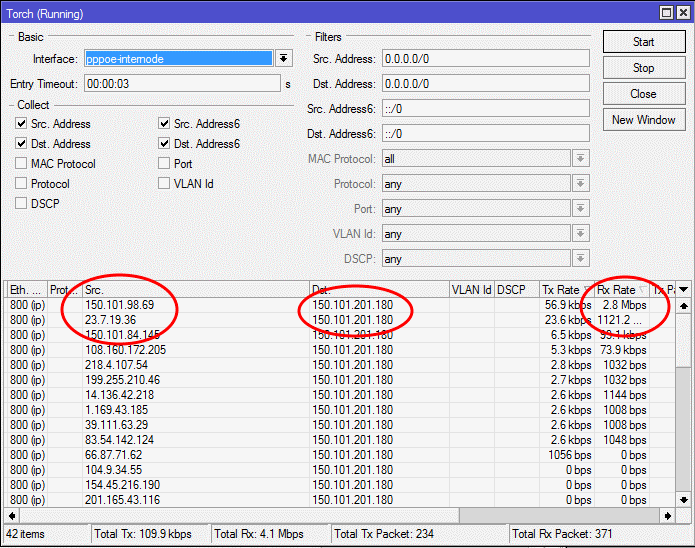 Torch (Running)
Basic
Interface: pppoe-internode
Entry Timeout: 00:00:03 s
Collect
Src. Address Src. Address6
Dst. Address Dst. Address6
MAC Protocol Port
Protocol VLAN Id
DSCP
Filters
Src. Address: 0.0.0.0/0
Dst. Address: 0.0.0.0/0
Src. Address6: ::/0
Dst. Address6: ::/0
MAC Protocol: all
Protocol: any
Port: any
VLAN Id: any
DSCP: any
Start
Stop
Close
New Window
Eth. ... Prot... Src. Dst. VLAN Id DSCP Tx Rate Rx Rate Tx Pa
800 (ip) 150.101.98.69 150.101.201.180 56.9 kbps 2.8 Mbps
800 (ip) 23.7.19.36 150.101.201.180 23.6 kbps 1121.2 ...
800 (ip) 150.101.84.145 150.101.201.180 6.5 kbps 99.1 kbps
800 (ip) 108.160.172.205 150.101.201.180 5.3 kbps 73.9 kbps
800 (ip) 218.4.107.54 150.101.201.180 2.8 kbps 1032 bps
800 (ip) 199.255.210.46 150.101.201.180 2.7 kbps 1032 bps
800 (ip) 14.136.42.218 150.101.201.180 2.6 kbps 1144 bps
800 (ip) 1.169.43.185 150.101.201.180 2.6 kbps 1008 bps
800 (ip) 39.111.63.29 150.101.201.180 2.6 kbps 1008 bps
800 (ip) 83.54.142.124 150.101.201.180 2.6 kbps 1048 bps
800 (ip) 66.87.71.62 150.101.201.180 1056 bps 0 bps
800 (ip) 104.9.34.55 150.101.201.180 0 bps 0 bps
800 (ip) 154.45.216.190 150.101.201.180 0 bps 0 bps
800 (ip) 201.165.43.116 150.101.201.180 0 bps 0 bps
42 items Total Tx: 109.9 kbps Total Rx: 4.1 Mbps Total Tx Packet: 234 Total Rx Packet: 371